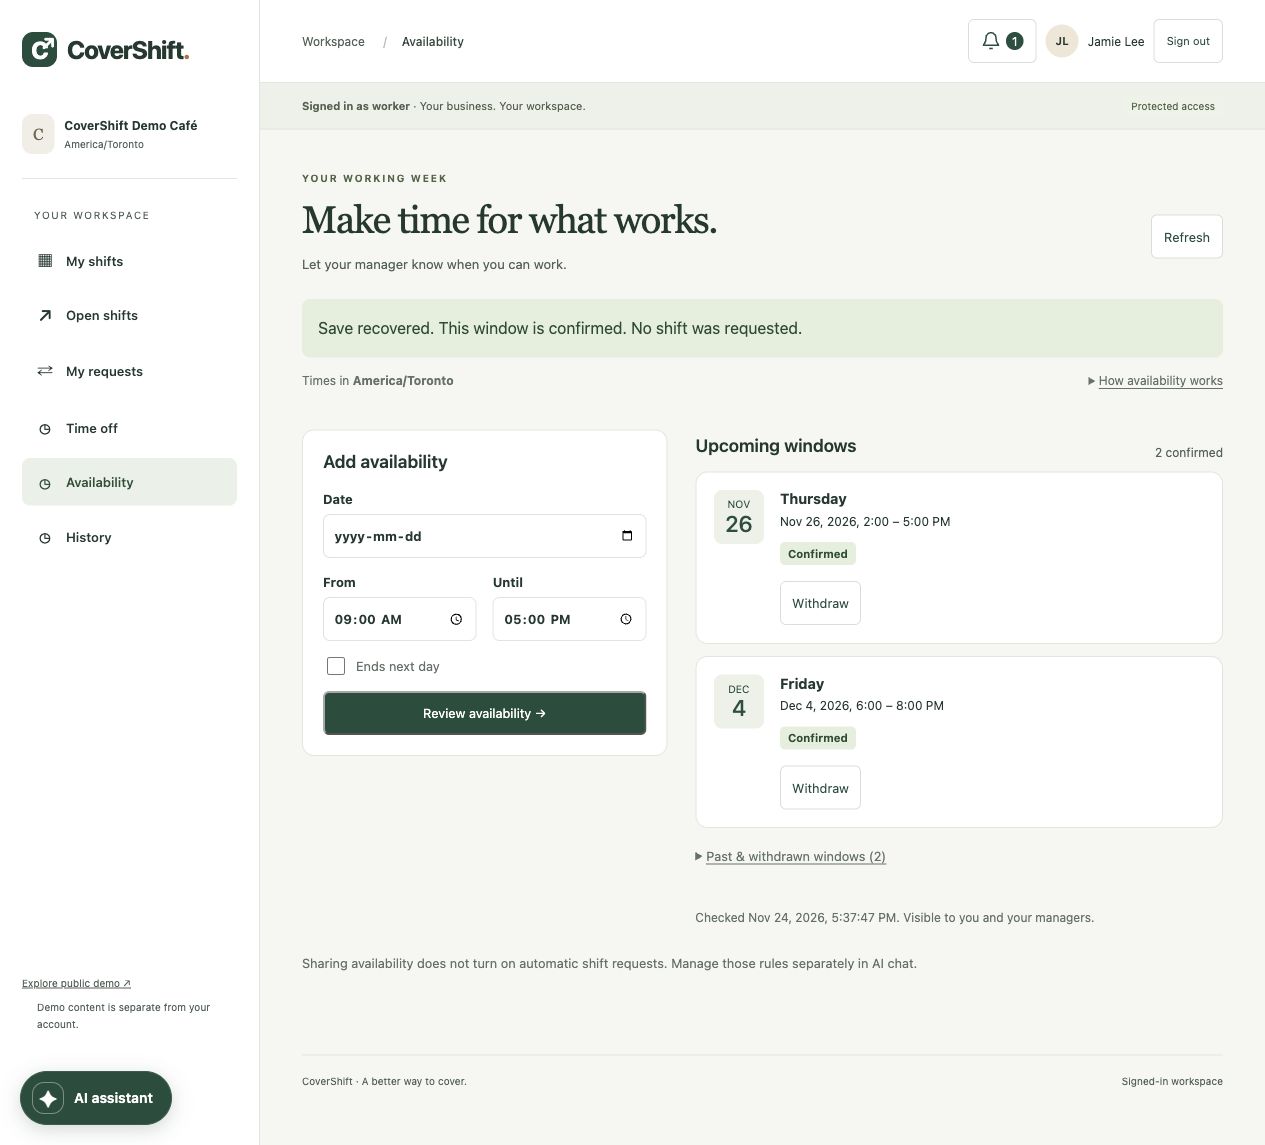 CoverShift.
C
CoverShift Demo Café
America/Toronto
YOUR WORKSPACE
My shifts
Open shifts
My requests
Time off
Availability
History
Explore public demo ↗
Demo content is separate from your
account.
AI assistant
Workspace / Availability
1
JL
Jamie Lee
Sign out
Signed in as worker · Your business. Your workspace.
Protected access
YOUR WORKING WEEK
Make time for what works.
Let your manager know when you can work.
Refresh
Save recovered. This window is confirmed. No shift was requested.
Times in America/Toronto
How availability works
Add availability
Date
yyyy-mm-dd
From
Until
09:00 AM
05:00 PM
Ends next day
Review availability →
Upcoming windows
2 confirmed
NOV
26
Thursday
Nov 26, 2026, 2:00 – 5:00 PM
Confirmed
Withdraw
DEC
4
Friday
Dec 4, 2026, 6:00 – 8:00 PM
Confirmed
Withdraw
Past & withdrawn windows (2)
Checked Nov 24, 2026, 5:37:47 PM. Visible to you and your managers.
Sharing availability does not turn on automatic shift requests. Manage those rules separately in AI chat.
CoverShift · A better way to cover.
Signed-in workspace